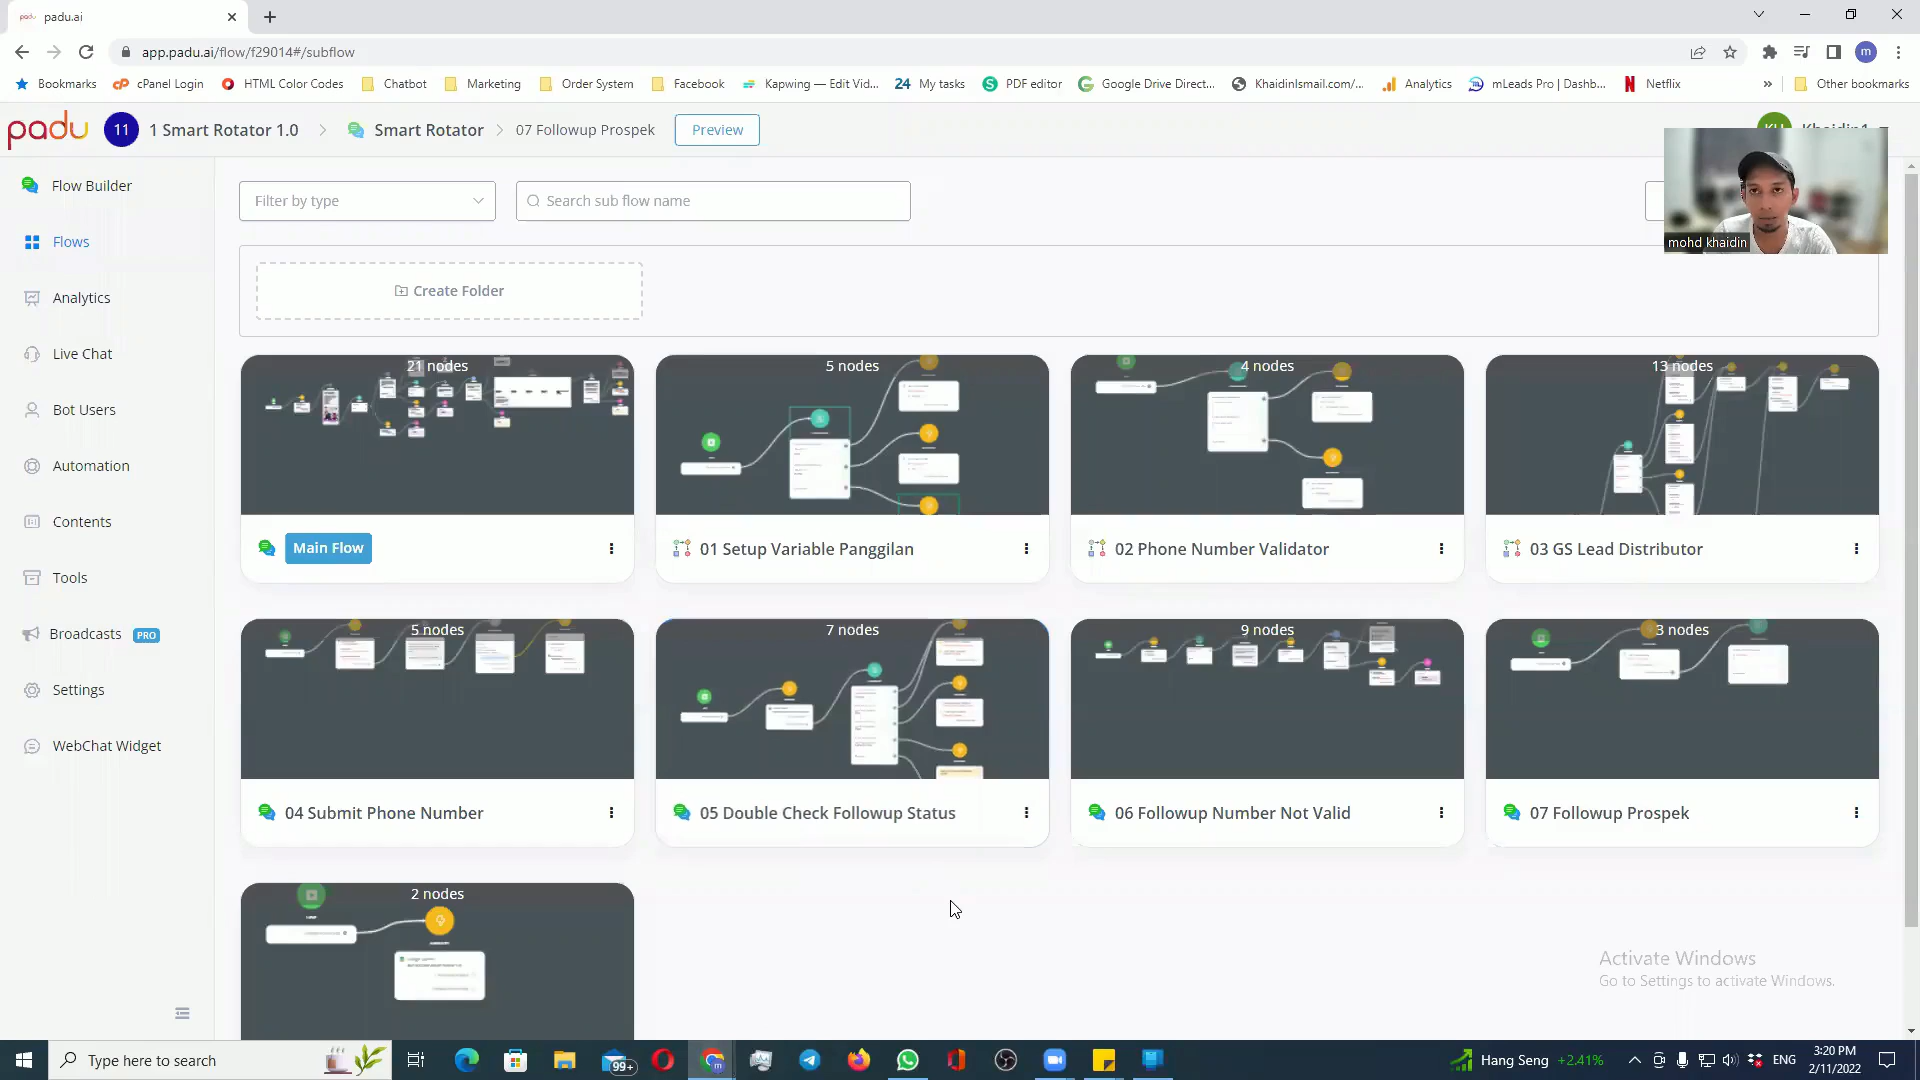 padu.ai
app.padu.ai/flow/f29014#/subflow
m
Bookmarks
cPanel Login
HTML Color Codes
Chatbot
Marketing
Order System
Facebook
Kapwing — Edit Vid...
24 My tasks
PDF editor
Google Drive Direct...
KhaidinIsmail.com/...
Analytics
mLeads Pro | Dashb...
Netflix
»
Other bookmarks
padu
11 1 Smart Rotator 1.0 > Smart Rotator > 07 Followup Prospek
Preview
mohd khaidin
Flow Builder
Flows
Analytics
Live Chat
Bot Users
Automation
Contents
Tools
Broadcasts PRO
Settings
WebChat Widget
Filter by type
Search sub flow name
Create Folder
21 nodes
Main Flow
5 nodes
01 Setup Variable Panggilan
4 nodes
02 Phone Number Validator
13 nodes
03 GS Lead Distributor
5 nodes
04 Submit Phone Number
7 nodes
05 Double Check Followup Status
9 nodes
06 Followup Number Not Valid
3 nodes
07 Followup Prospek
2 nodes
Activate Windows
Go to Settings to activate Windows.
Type here to search
99+
Hang Seng +2.41%
ENG
3:20 PM
2/11/2022